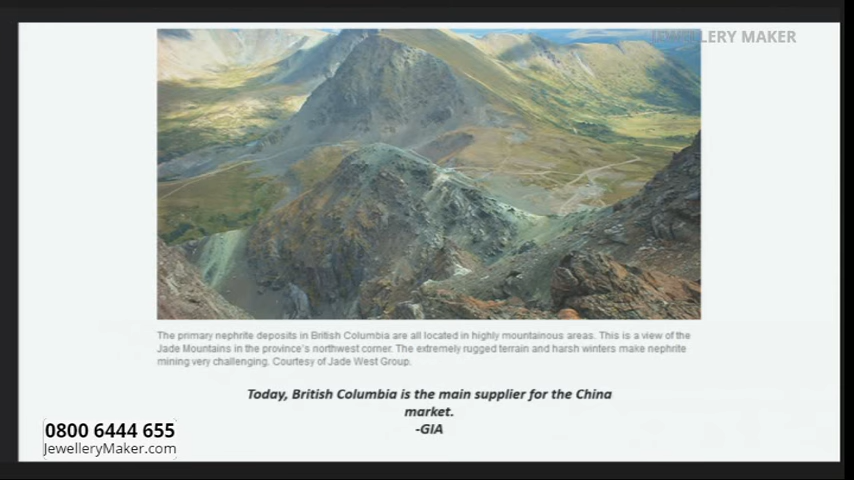 JEWELLERY MAKER
The primary nephrite deposits in British Columbia are all located in highly mountainous areas. This is a view of the
Jade Mountains in the province's northwest corner. The extremely rugged terrain and harsh winters make nephrite
mining very challenging. Courtesy of Jade West Group.
Today, British Columbia is the main supplier for the China
market.
-GIA
0800 6444 655
JewelleryMaker.com